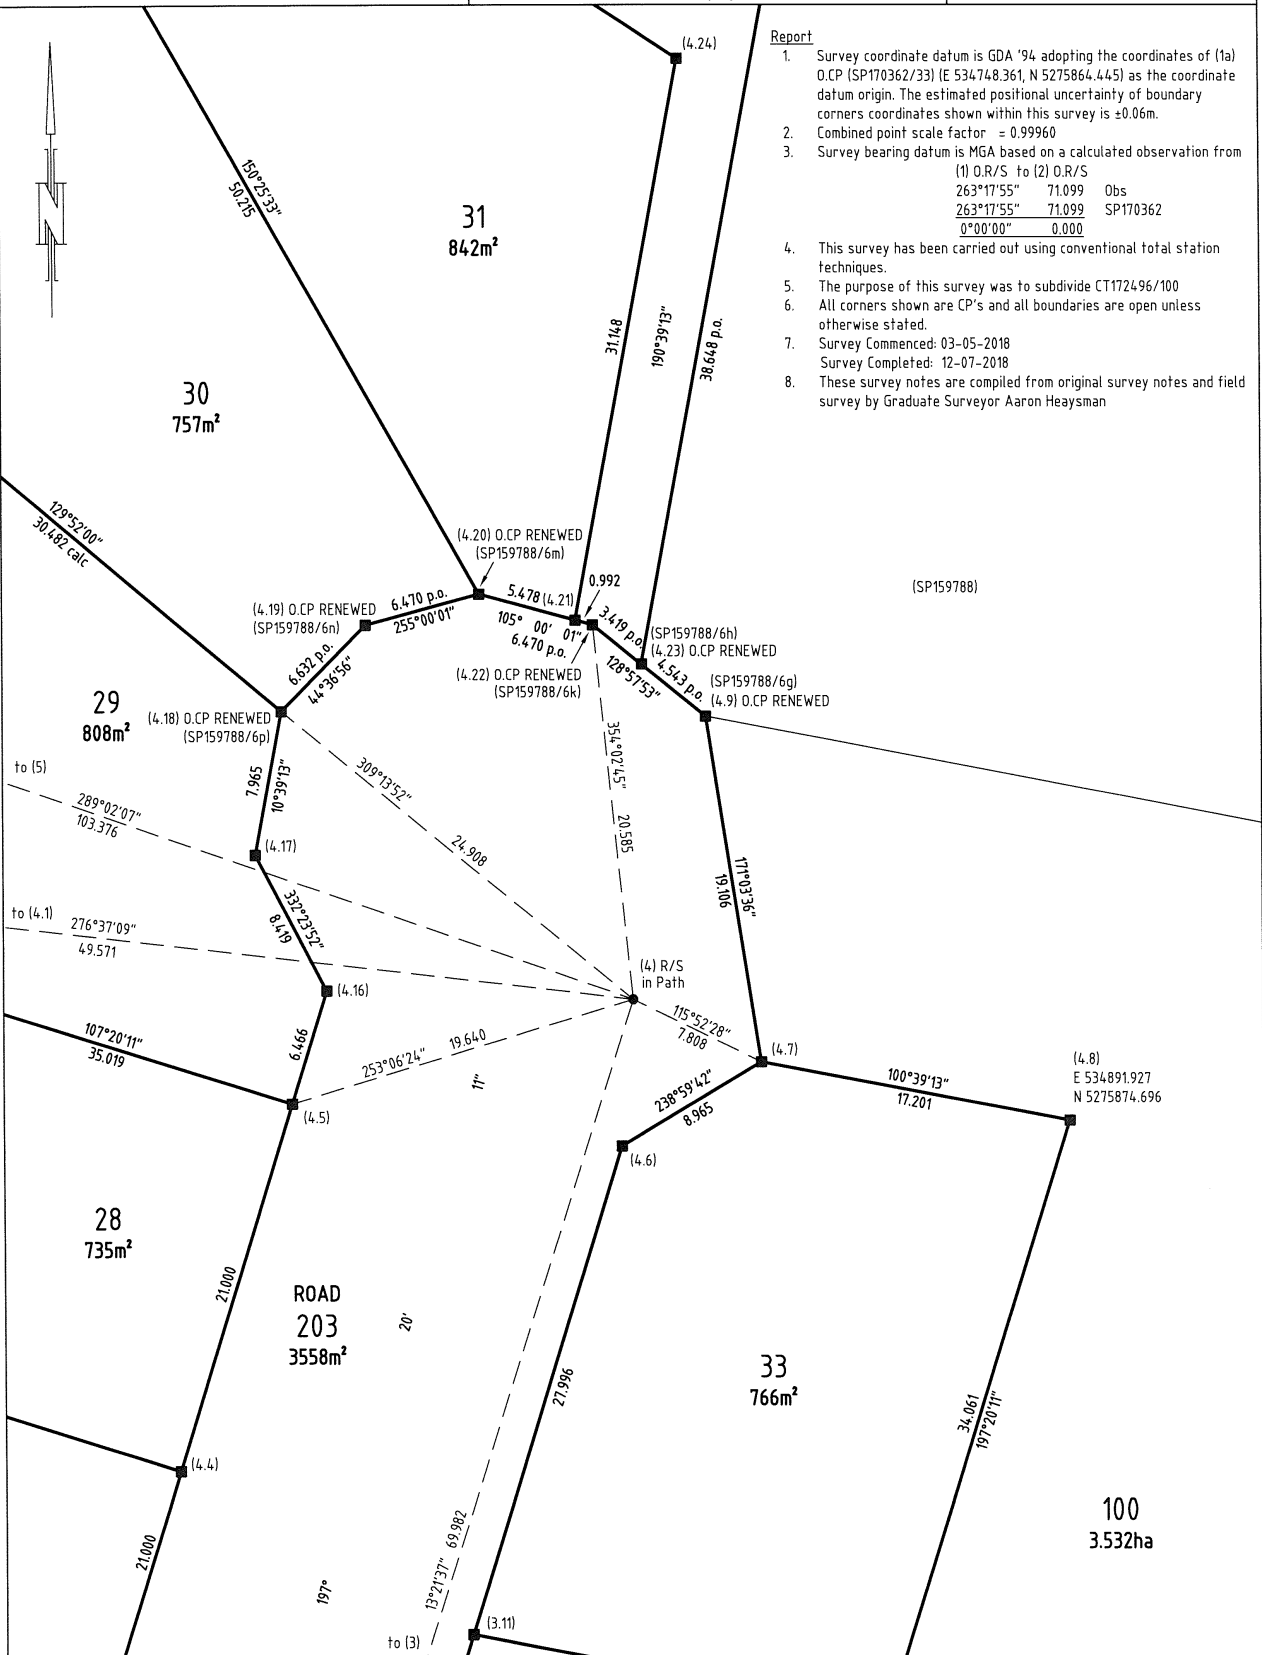 Report
1. Survey coordinate datum is GDA '94 adopting the coordinates of (1a)
O.CP (SP170362/33) (E 534748.361, N 5275864.445) as the coordinate
datum origin. The estimated positional uncertainty of boundary
corners coordinates shown within this survey is ±0.06m.
2. Combined point scale factor = 0.99960
3. Survey bearing datum is MGA based on a calculated observation from
(1) O.R/S to (2) O.R/S
263°17'55" 71.099 Obs
263°17'55" 71.099 SP170362
0°00'00" 0.000
4. This survey has been carried out using conventional total station
techniques.
5. The purpose of this survey was to subdivide CT172496/100
6. All corners shown are CP's and all boundaries are open unless
otherwise stated.
7. Survey Commenced: 03-05-2018
Survey Completed: 12-07-2018
8. These survey notes are compiled from original survey notes and field
survey by Graduate Surveyor Aaron Heaysman
N
(4.24)
150°25'33"
50.215
31
842m²
31.148
190°39'13"
38.648 p.o.
30
757m²
129°52'00"
30.482 calc
(4.20) O.CP RENEWED
(SP159788/6m)
0.992
(SP159788)
(4.19) O.CP RENEWED
(SP159788/6n)
6.470 p.o.
255°00'01"
5.478
(4.21)
105° 00' 01"
6.470 p.o.
3.419 p.o.
128°57'53"
(SP159788/6h)
(4.23) O.CP RENEWED
4.543 p.o.
(4.22) O.CP RENEWED
(SP159788/6k)
(SP159788/6g)
(4.9) O.CP RENEWED
6.632 p.o.
44°36'56"
29
808m²
(4.18) O.CP RENEWED
(SP159788/6p)
to (5)
289°02'07"
103.376
7.965
10°39'13"
309°13'52"
24.908
354°02'45"
20.585
(4.17)
171°03'36"
19.106
to (4.1)
276°37'09"
49.571
332°23'52"
8.419
(4.16)
(4) R/S
in Path
115°52'28"
7.808
(4.7)
107°20'11"
35.019
6.466
253°06'24"
19.640
11"
(4.5)
238°59'42"
8.965
(4.6)
100°39'13"
17.201
(4.8)
E 534891.927
N 5275874.696
28
735m²
21.000
ROAD
203
3558m²
20'
27.996
33
766m²
34.061
197°20'11"
(4.4)
21.000
197°
13°21'37"
69.982
to (3)
(3.11)
100
3.532ha